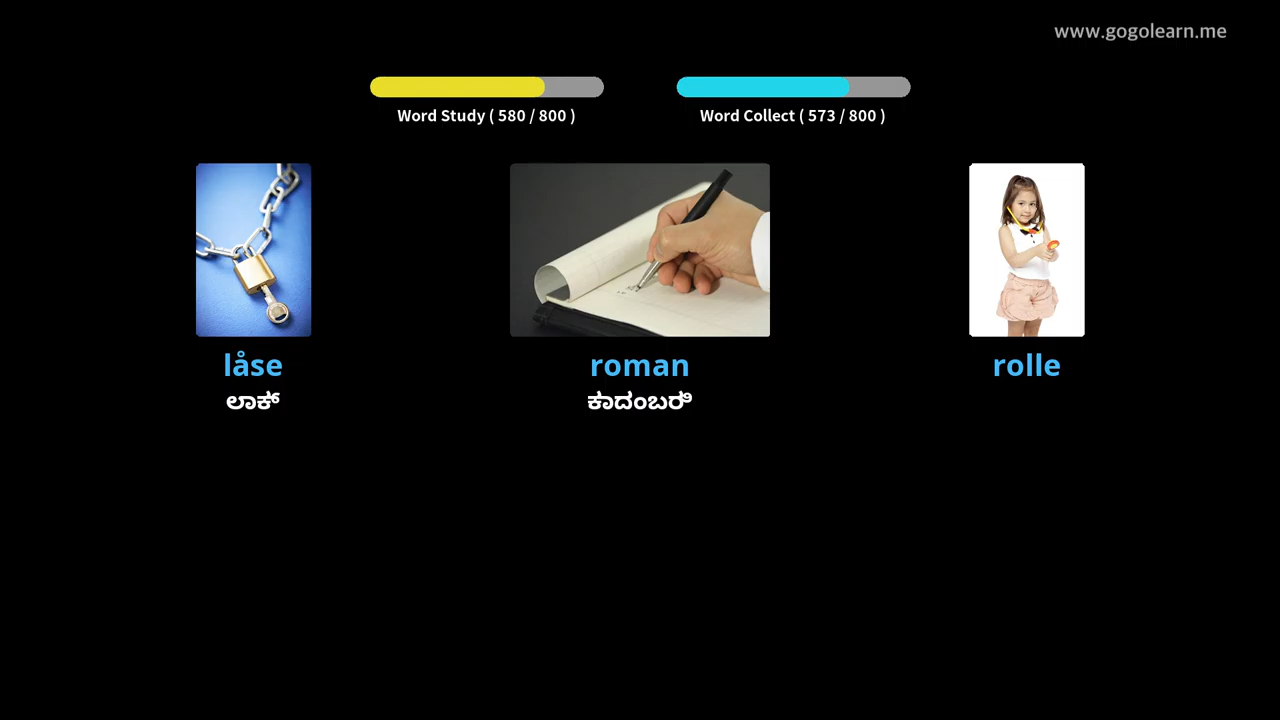 www.gogolearn.me
Word Study ( 580 / 800 )
Word Collect ( 573 / 800 )
låse
roman
rolle
ಲಾಕ್
ಕಾದಂಬರಿ